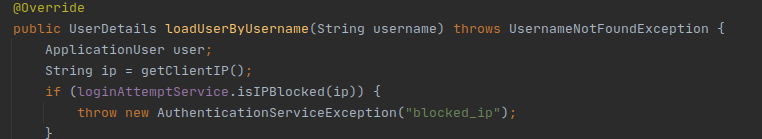 @Override
public UserDetails loadUserByUsername(String username) throws UsernameNotFoundException {
    ApplicationUser user;
    String ip = getClientIP();
    if (loginAttemptService.isIPBlocked(ip)) {
        throw new AuthenticationServiceException("blocked_ip");
    }